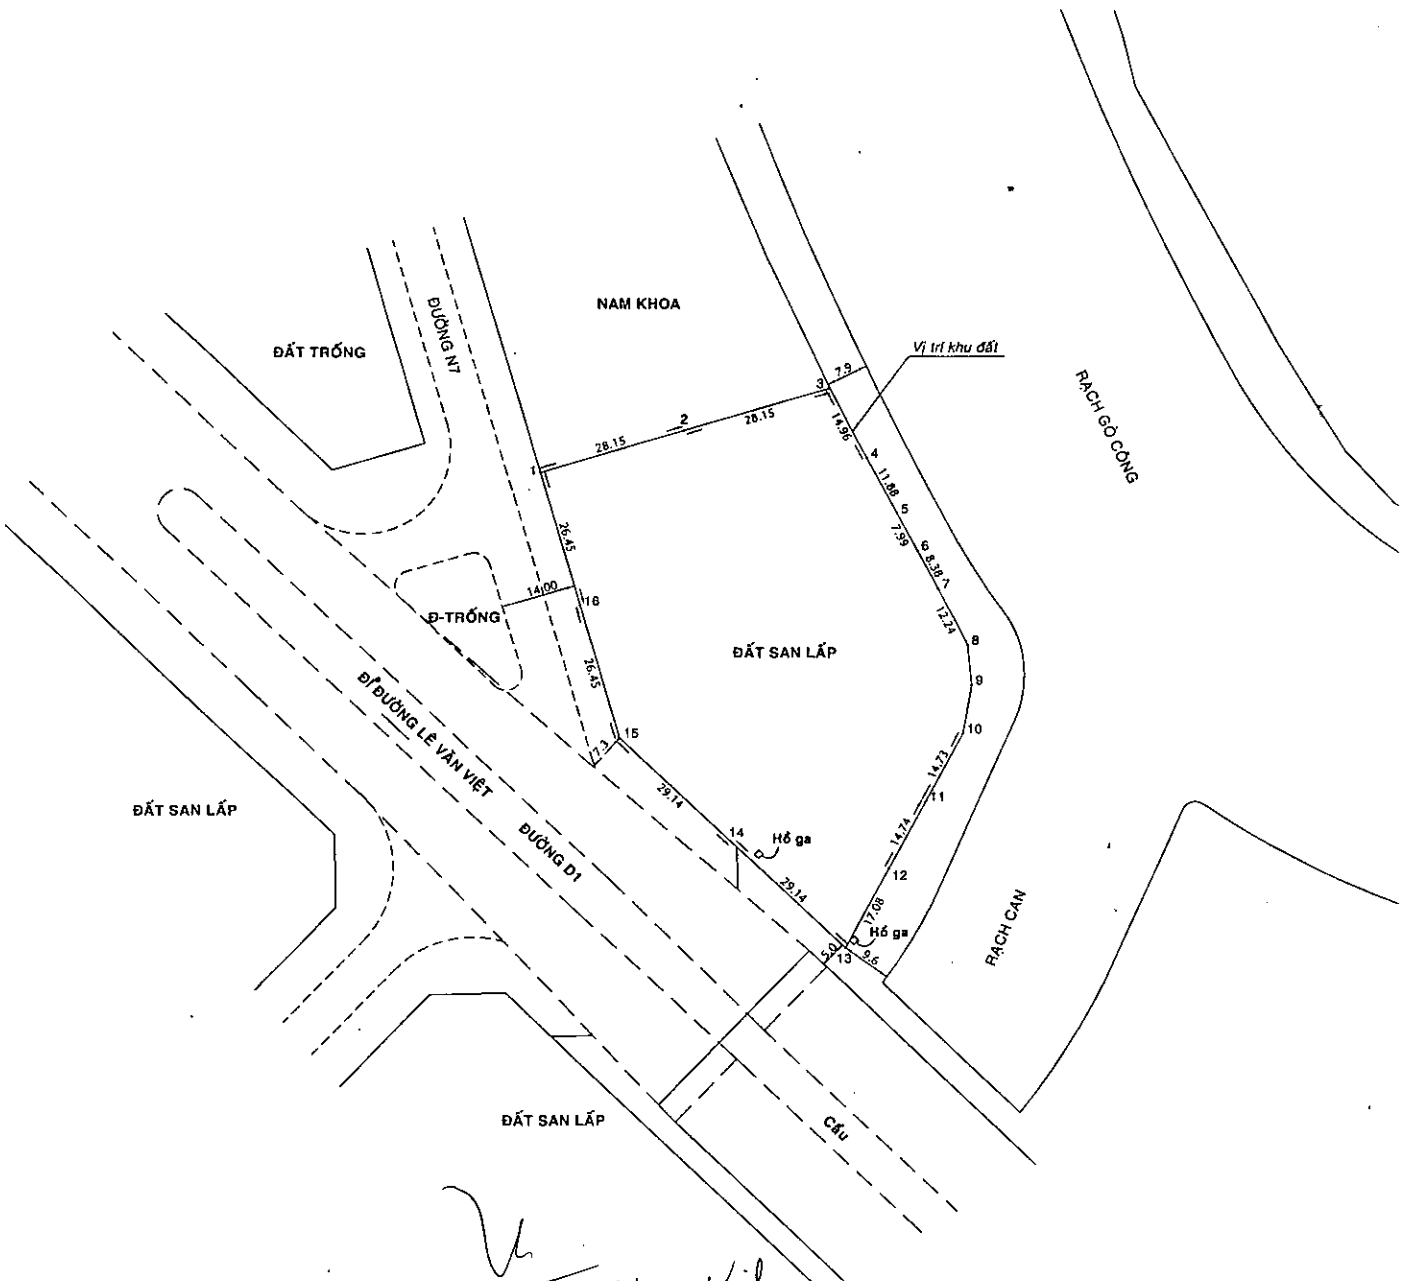 NAM KHOA
ĐƯỜNG N7
ĐẤT TRỐNG
Vị trí khu đất
RẠCH GÒ CÔNG
7.9
3
2
28.15
28.15
14.96
1
4
11.88
5
26.45
7.99
6
8.38
7
14.00
16
12.24
Đ-TRỐNG
8
ĐẤT SAN LẤP
26.45
9
ĐI ĐƯỜNG LÊ VĂN VIỆT
15
10
7.3
14.73
29.14
11
ĐẤT SAN LẤP
14
Hồ ga
14.74
ĐƯỜNG D1
12
29.14
17.08
Hố ga
RẠCH CẠN
5.0
13
9.6
ĐẤT SAN LẤP
Cầu